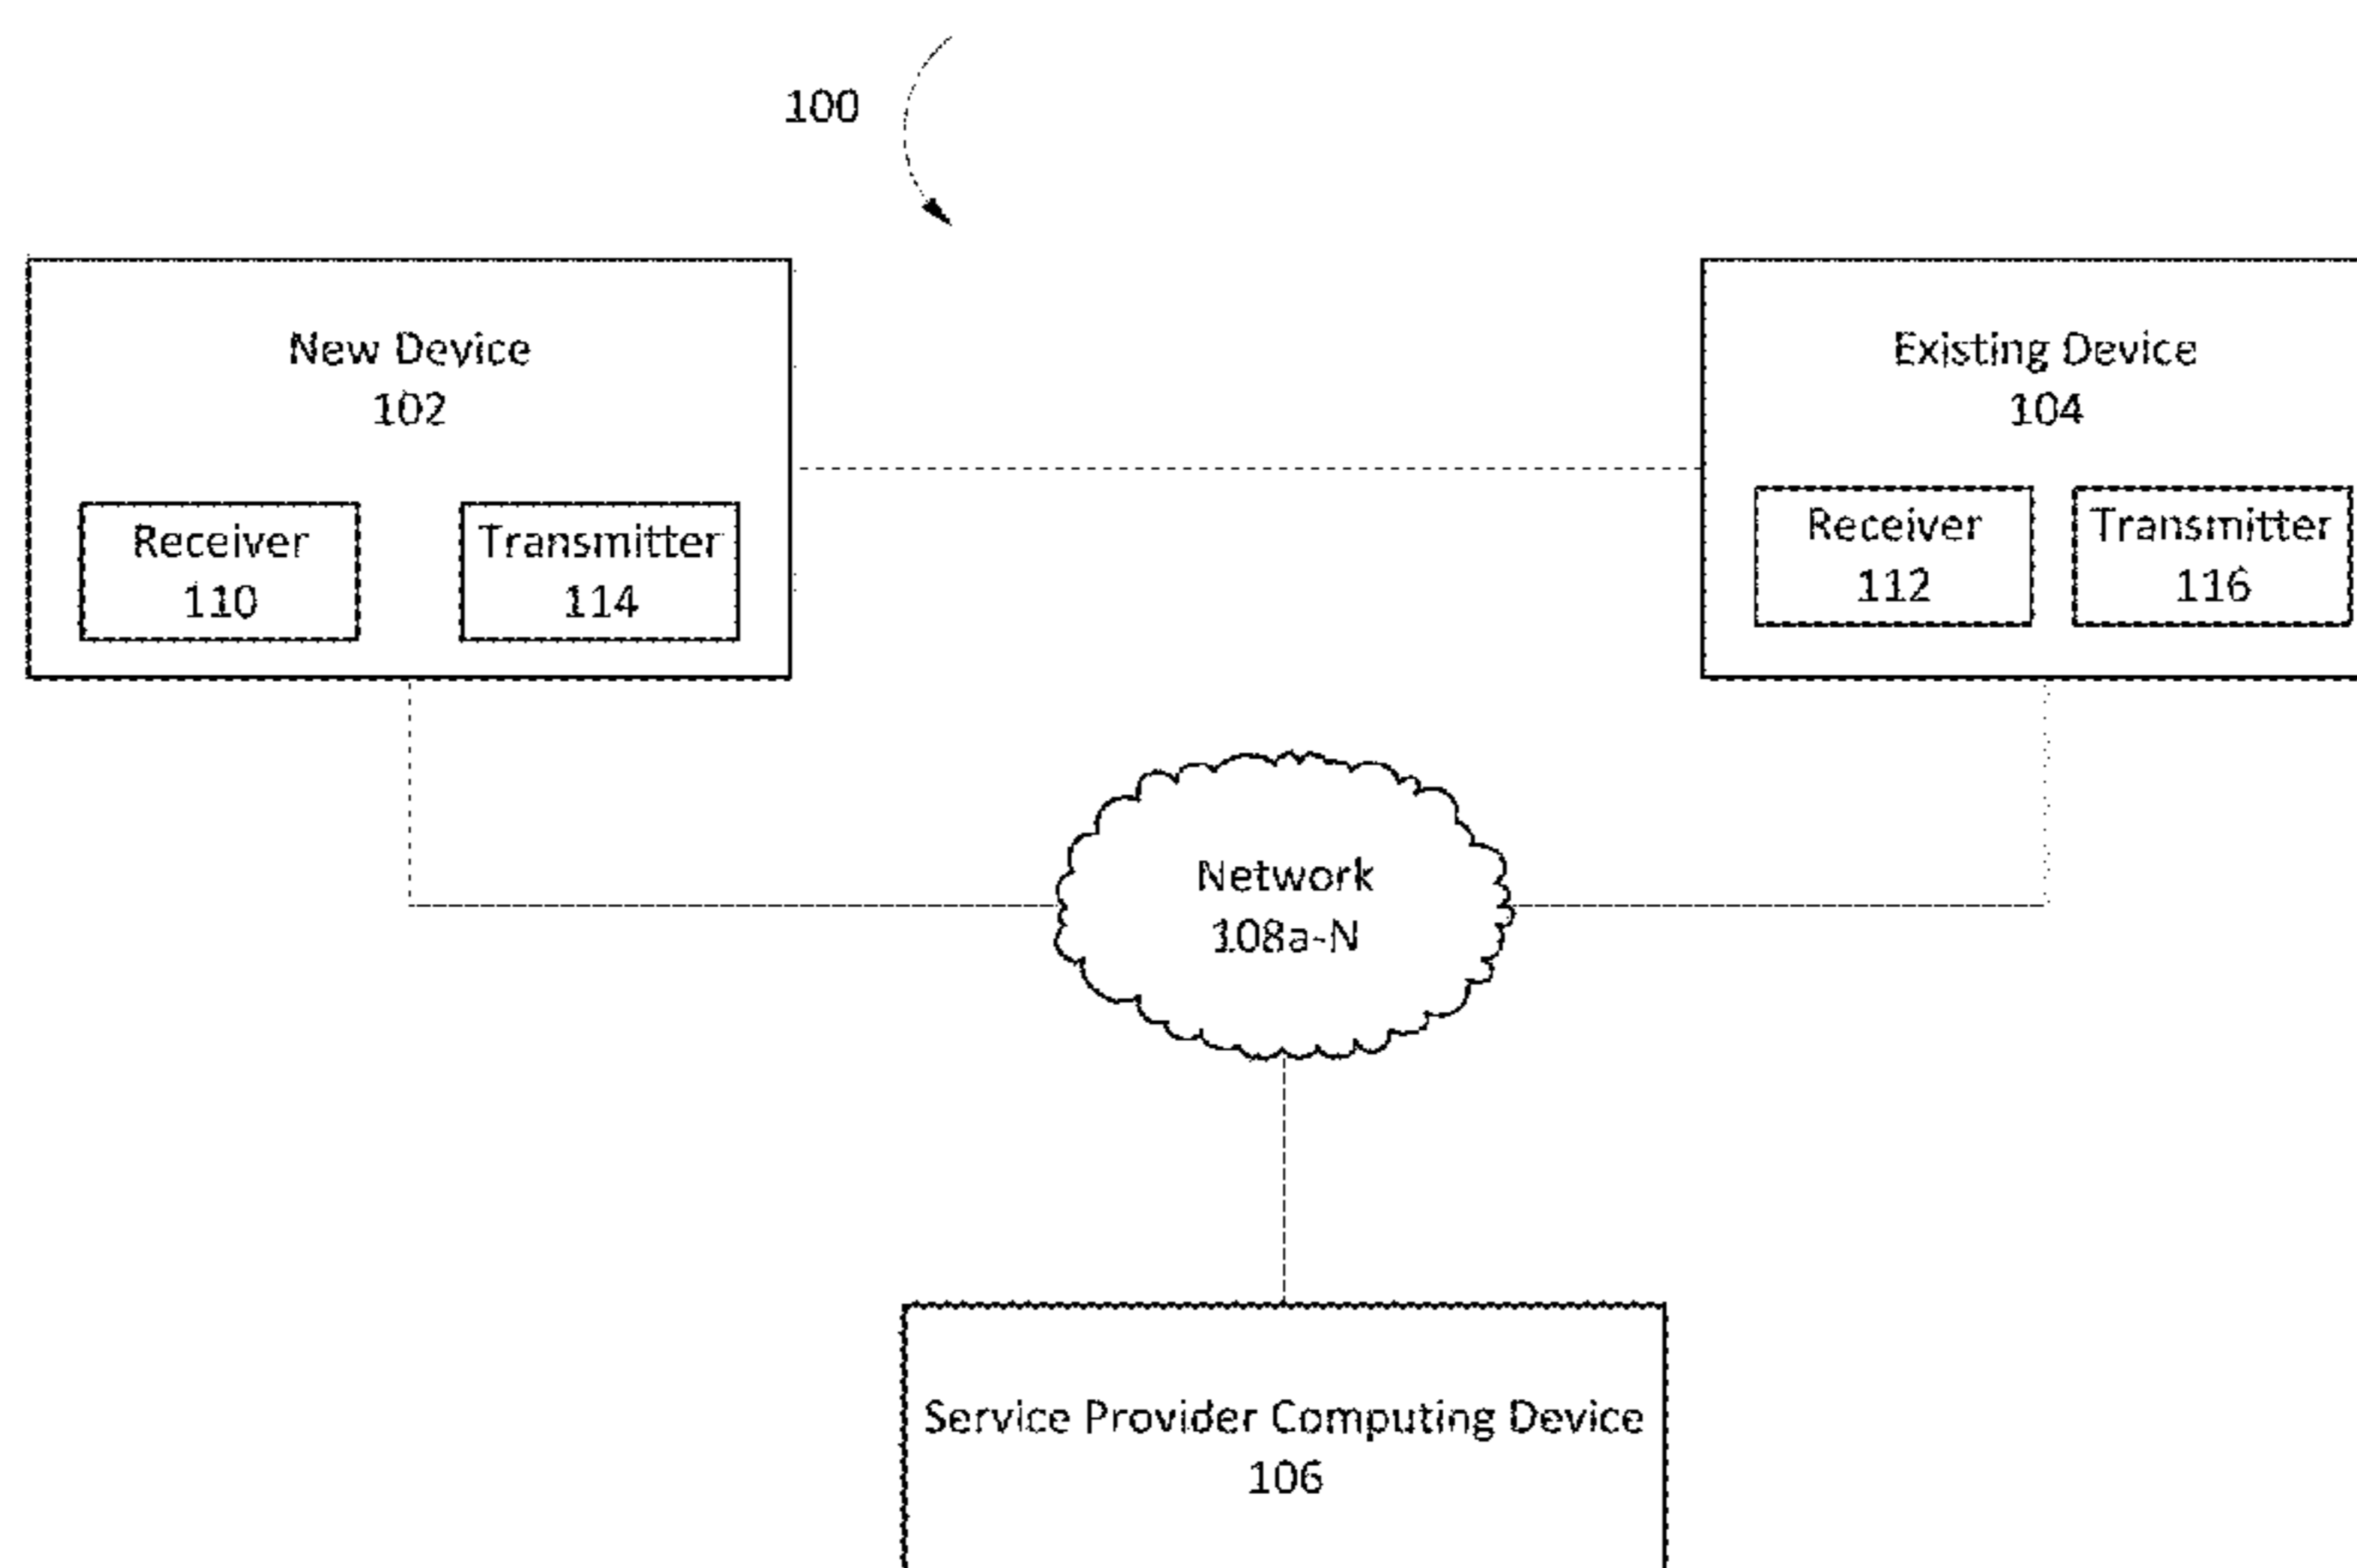 100
New Device
102
Receiver
110
Transmitter
114
Existing Device
104
Receiver
112
Transmitter
116
Network
108a-N
Service Provider Computing Device
106